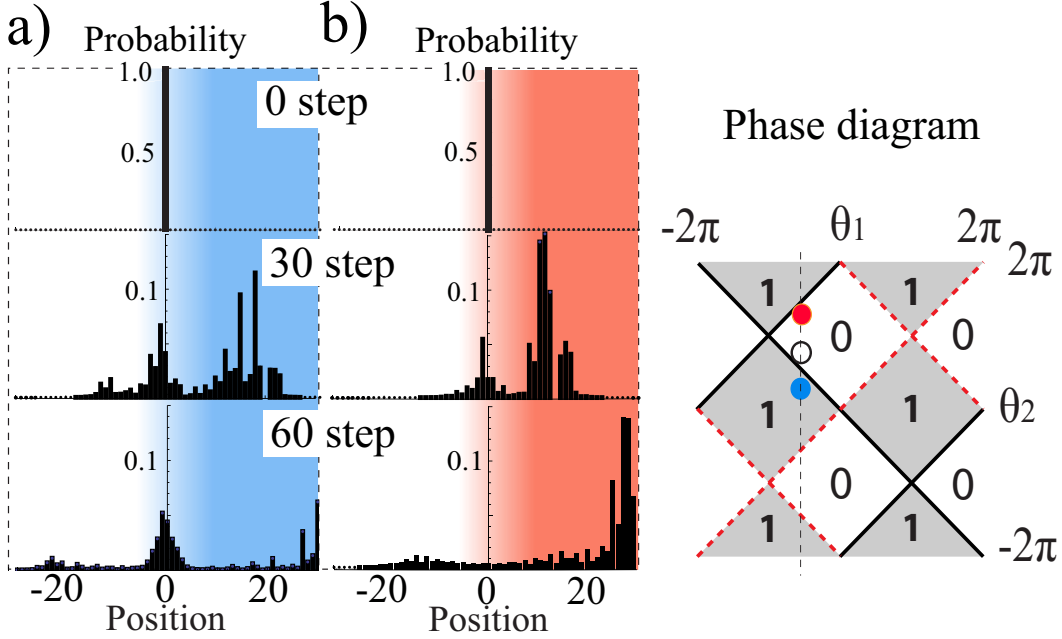 a)
Probability
1.0
0 step
0.5
30 step
0.1
60 step
0.1
-20 0 20
Position
b)
Probability
1.0
0.5
0.1
0.1
-20 0 20
Position
Phase diagram
-2π θ1 2π
2π
1 1
0 0
1 1 θ2
0 0
1 1
-2π